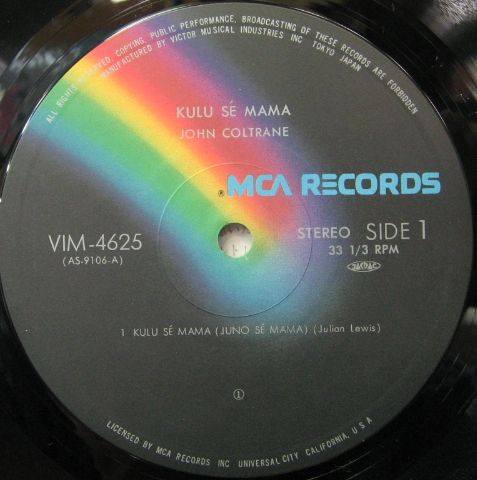 ALL RIGHTS RESERVED. COPYING, PUBLIC PERFORMANCE, BROADCASTING OF THESE RECORDS ARE FORBIDDEN
MANUFACTURED BY VICTOR MUSICAL INDUSTRIES INC TOKYO JAPAN
KULU SÉ MAMA
JOHN COLTRANE
® MCA RECORDS
VIM-4625
(AS-9106-A)
STEREO SIDE 1
33 1/3 RPM
JASRAC
1 KULU SÉ MAMA (JUNO SÉ MAMA) (Julian Lewis)
①
LICENSED BY MCA RECORDS INC UNIVERSAL CITY CALIFORNIA, U S A